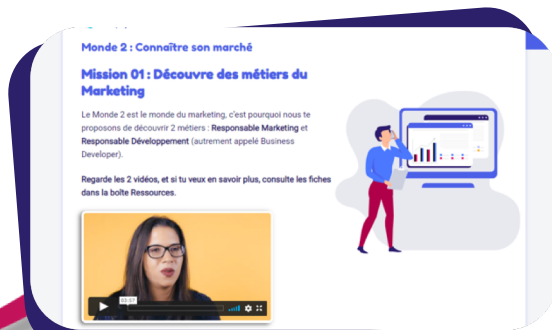 Monde 2 : Connaître son marché
Mission 01 : Découvre des métiers du
Marketing
Le Monde 2 est le monde du marketing, c'est pourquoi nous te
proposons de découvrir 2 métiers : Responsable Marketing et
Responsable Développement (autrement appelé Business
Developer).
Regarde les 2 vidéos, et si tu veux en savoir plus, consulte les fiches
dans la boîte Ressources.
03:57